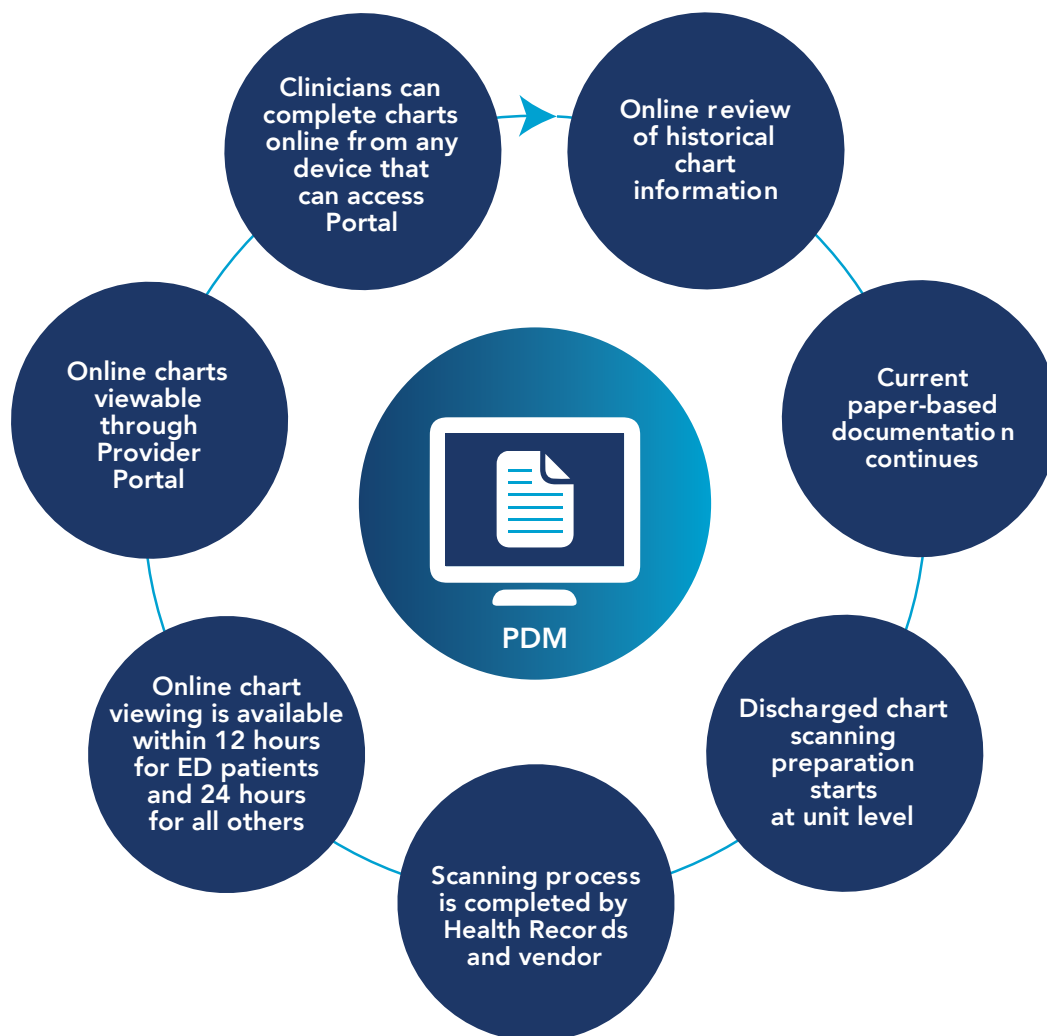 Clinicians can
complete charts
online from any
device that
can access
Portal
Online review
of historical
chart
information
Current
paper-based
documentation
continues
Discharged chart
scanning
preparation
starts
at unit level
Scanning process
is completed by
Health Records
and vendor
Online chart
viewing is available
within 12 hours
for ED patients
and 24 hours
for all others
Online charts
viewable
through
Provider
Portal
PDM